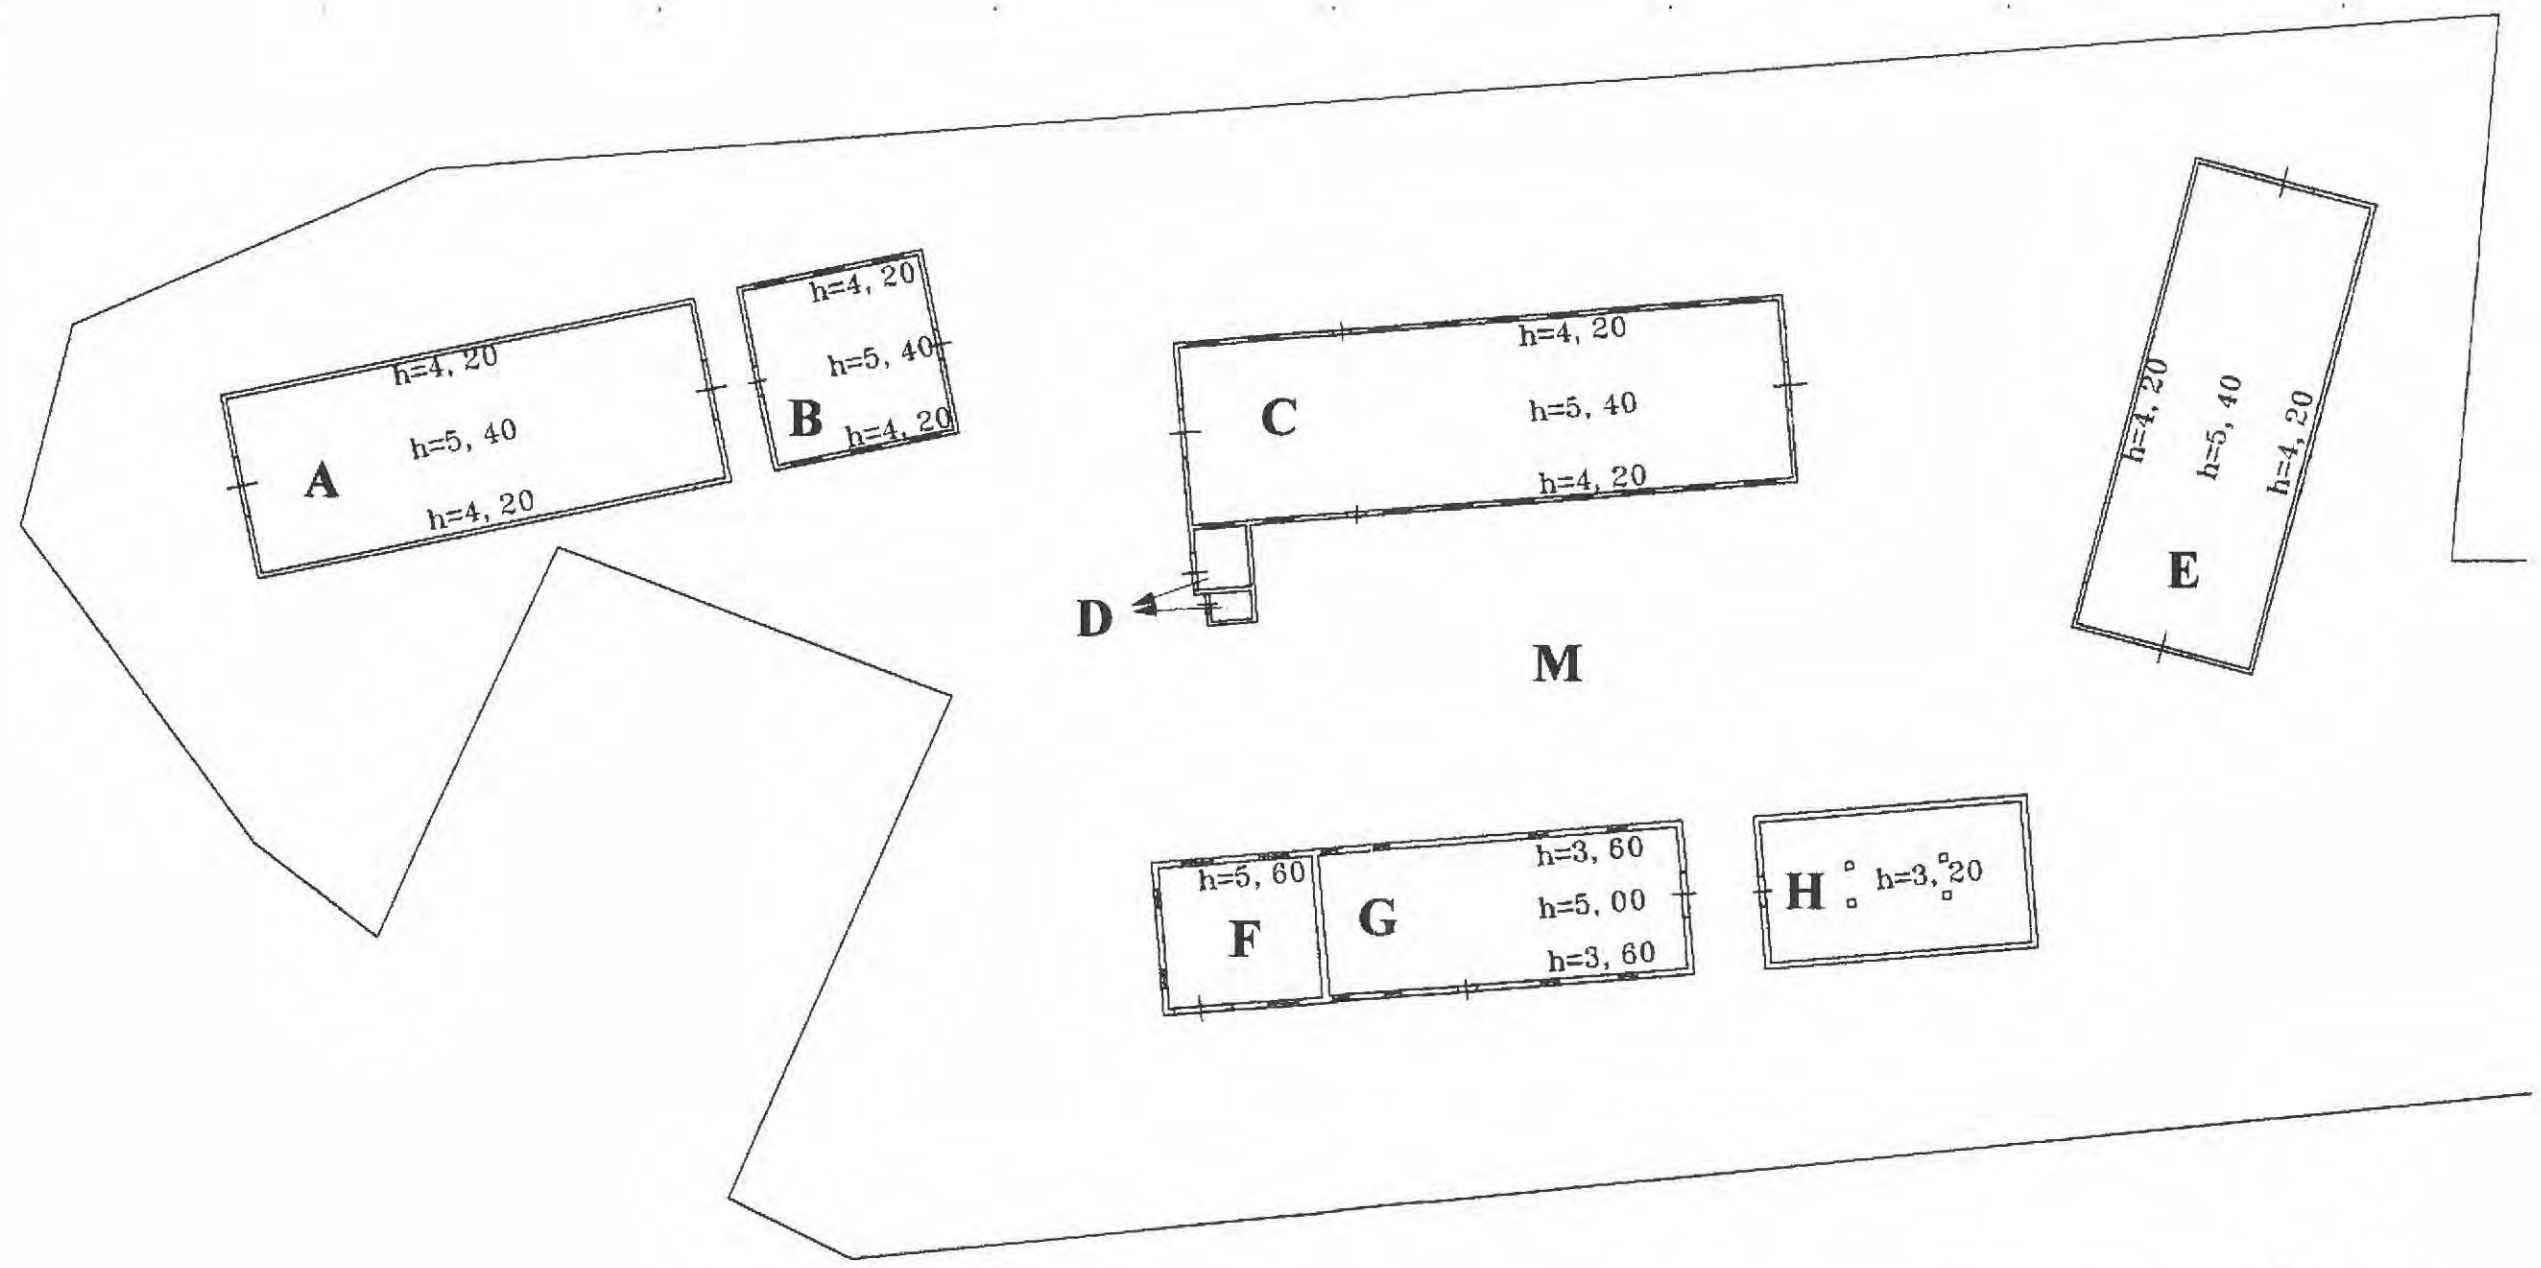 h=4, 20
h=5, 40
A
h=4, 20
h=4, 20
h=5, 40
B
h=4, 20
h=4, 20
C
h=5, 40
h=4, 20
D
M
h=4, 20
h=5, 40
h=4, 20
E
h=5, 60
F
h=3, 60
G
h=5, 00
h=3, 60
H
h=3, 20